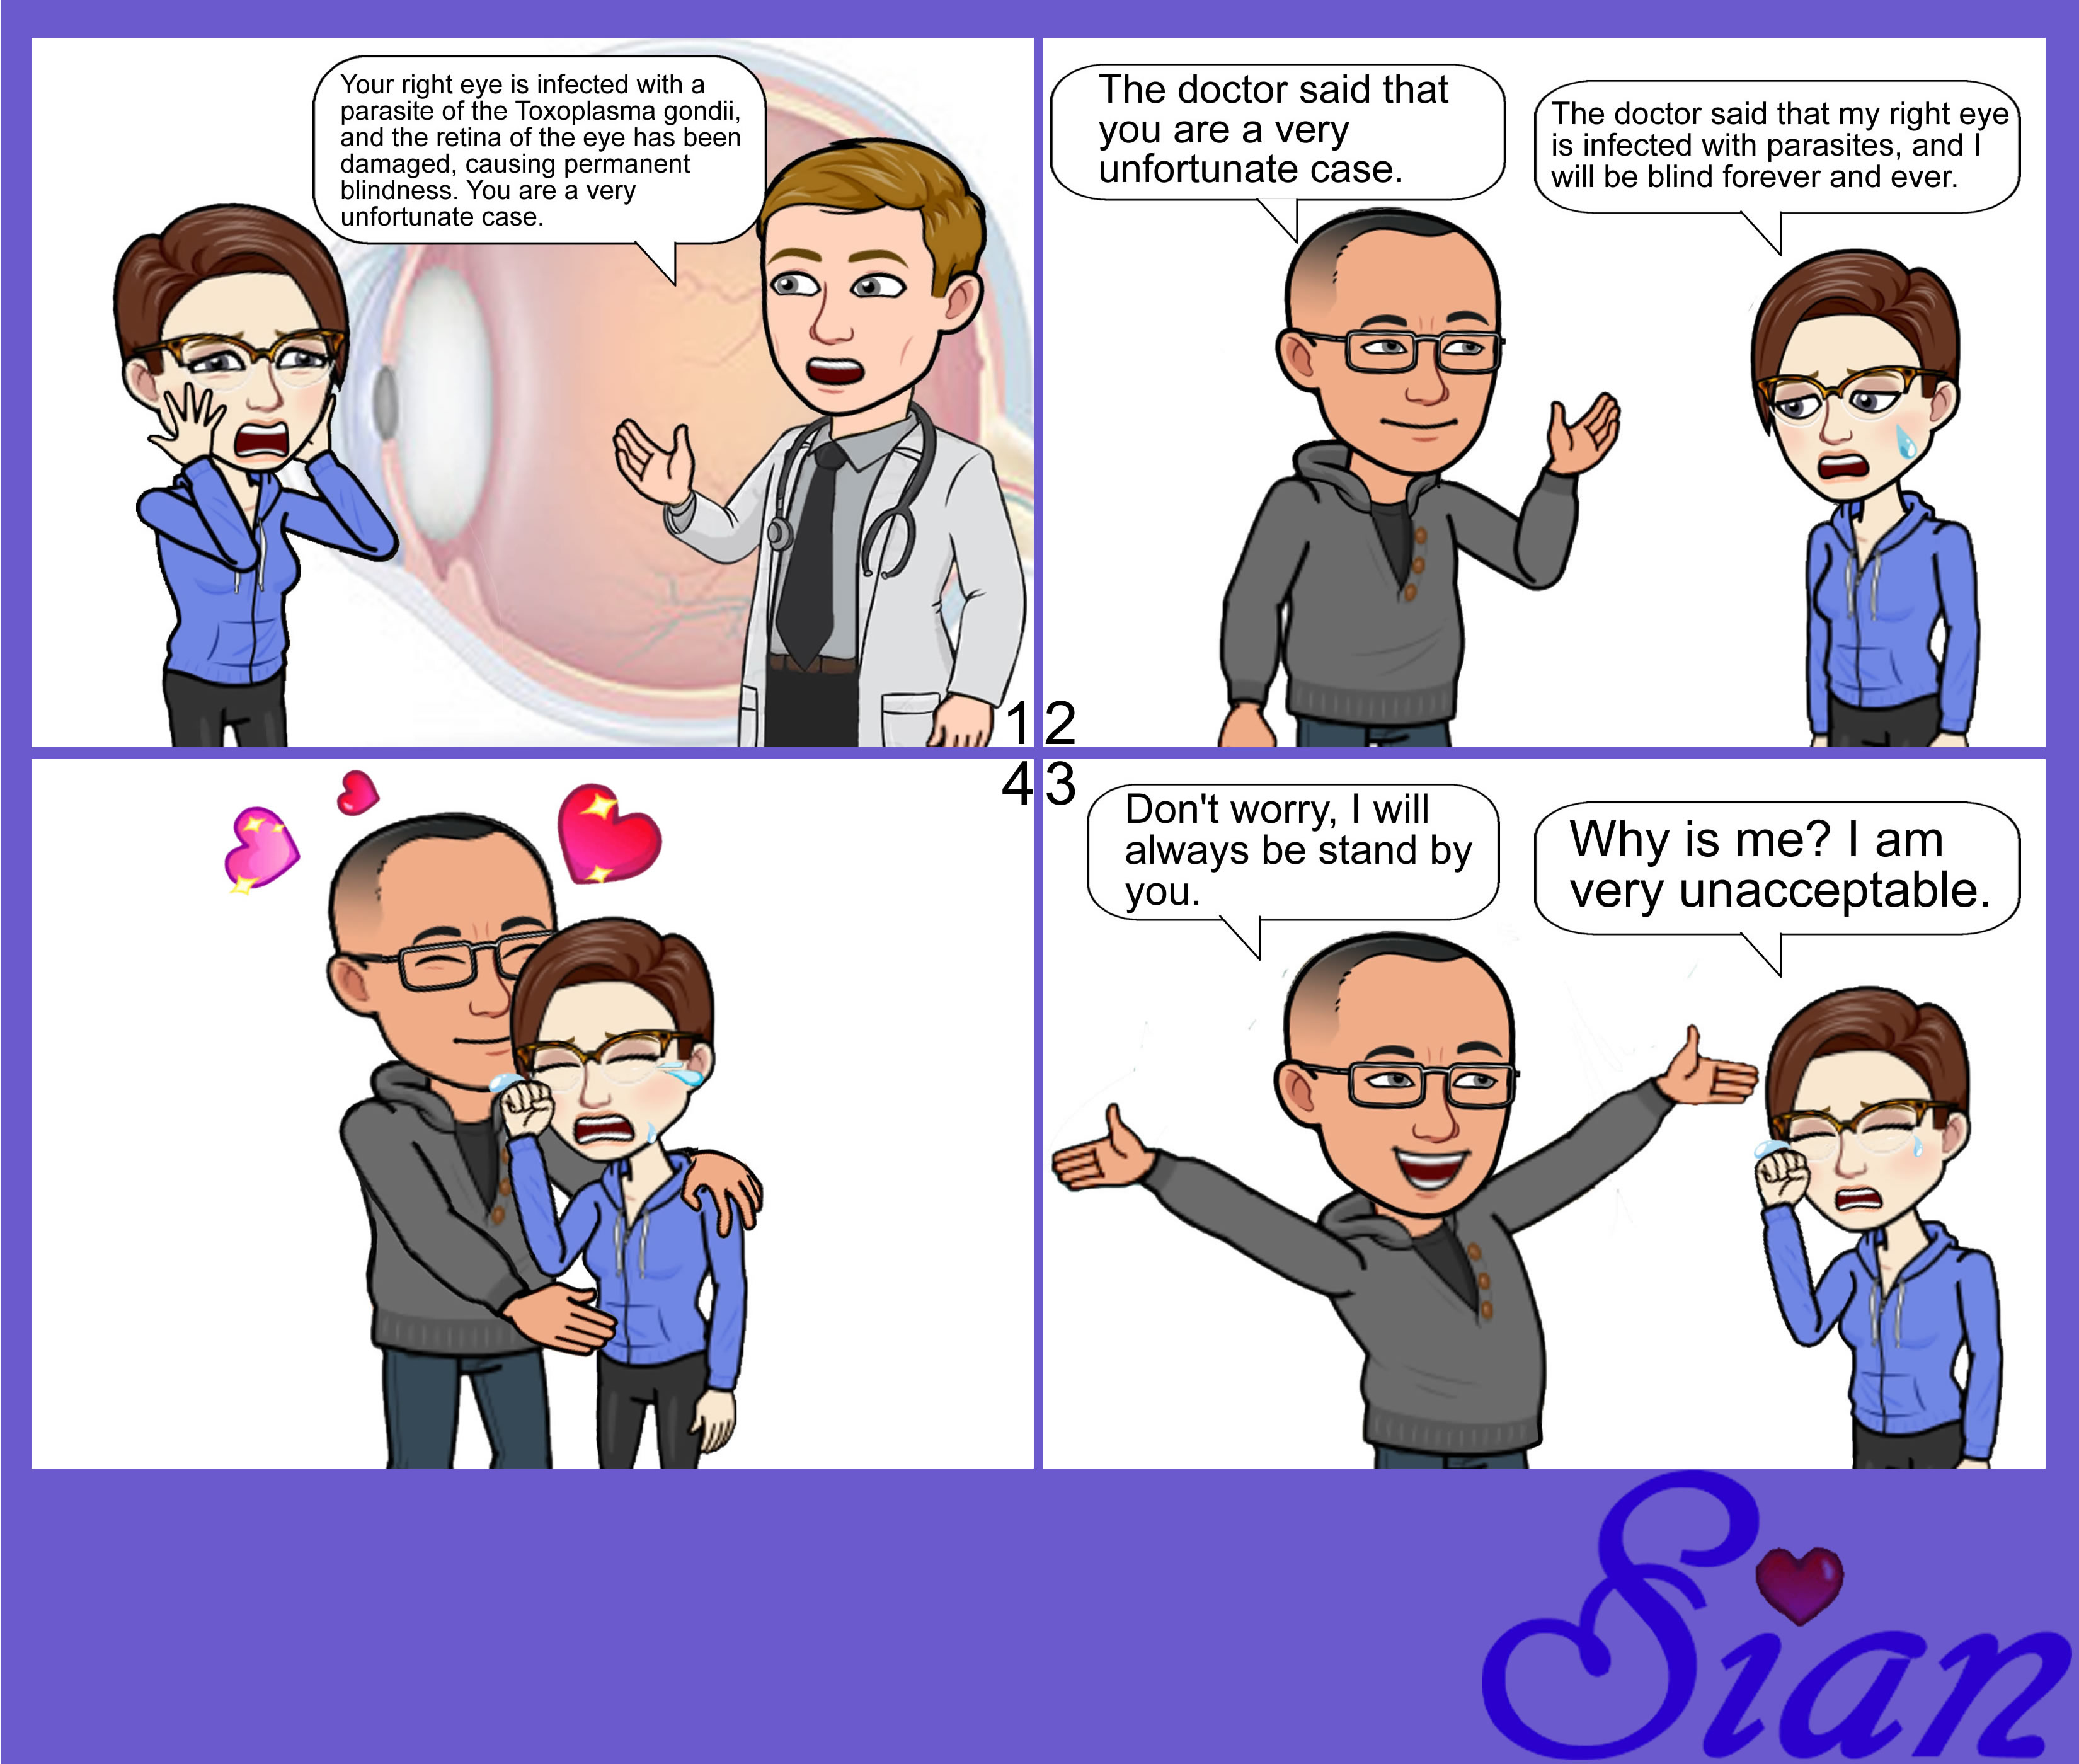 Your right eye is infected with a
parasite of the Toxoplasma gondii,
and the retina of the eye has been
damaged, causing permanent
blindness. You are a very
unfortunate case.
1
The doctor said that
you are a very
unfortunate case.
The doctor said that my right eye
is infected with parasites, and I
will be blind forever and ever.
2
3
Don't worry, I will
always be stand by
you.
Why is me? I am
very unacceptable.
4
Sian